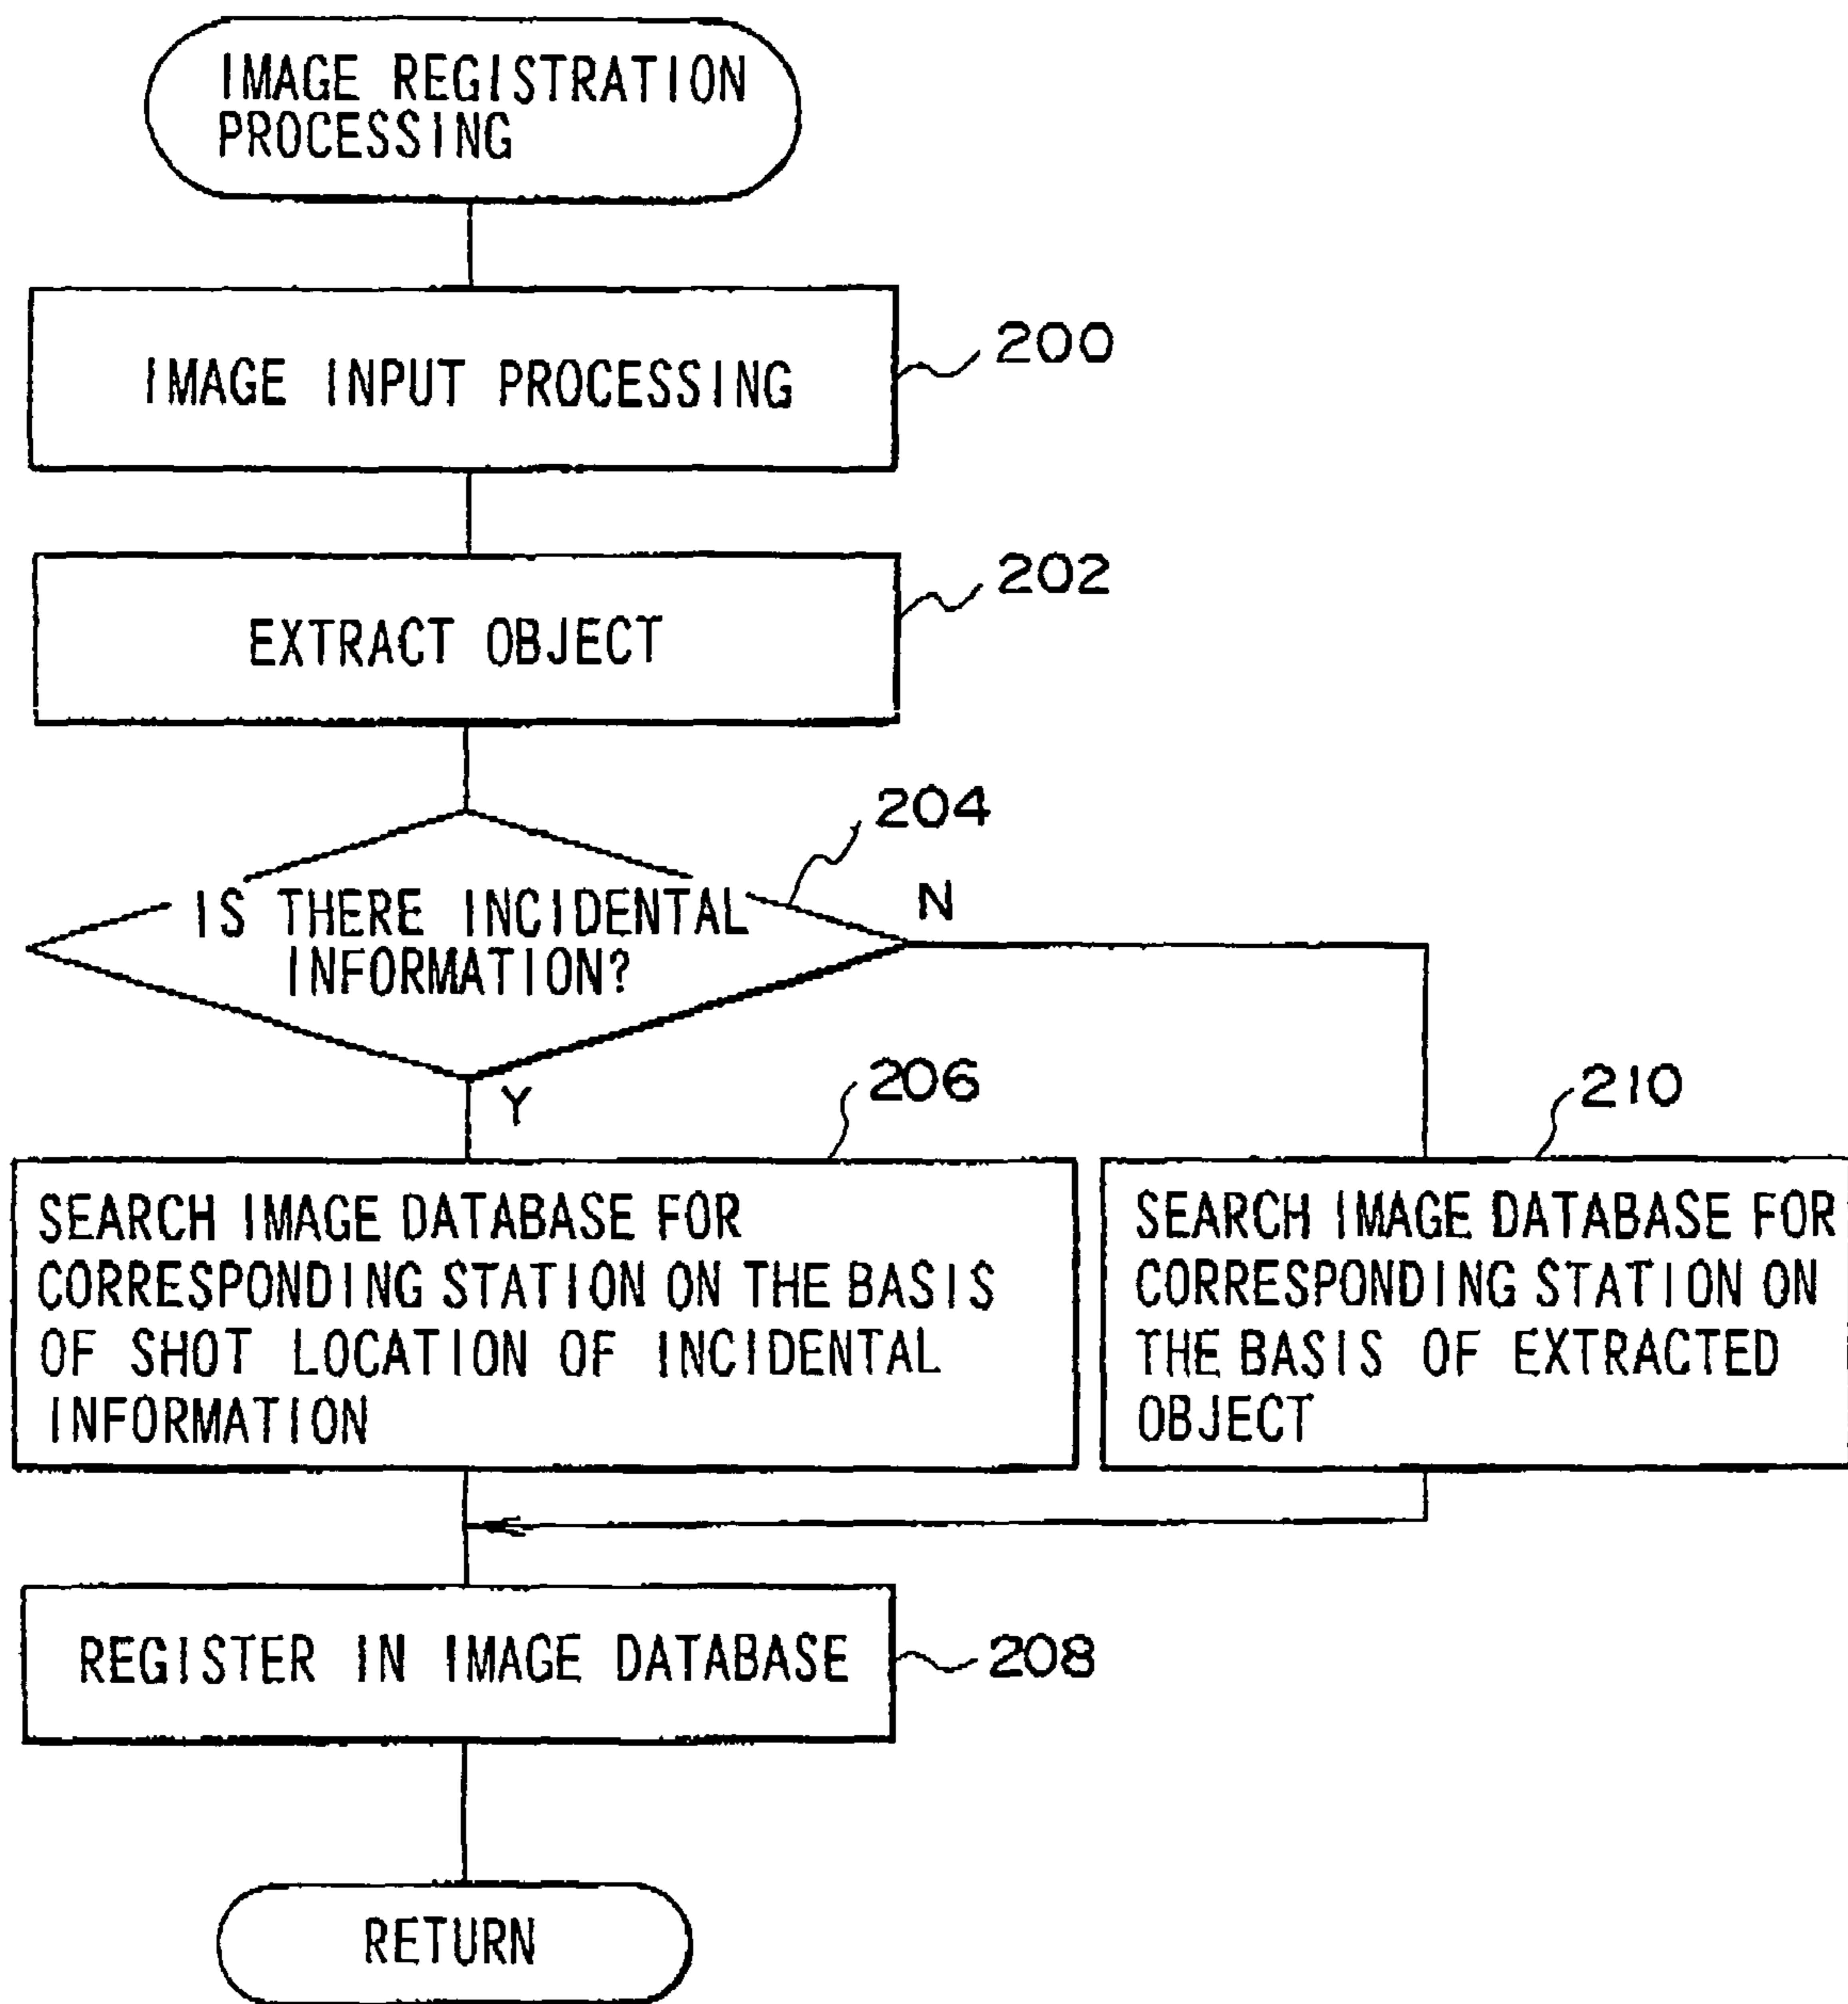 IMAGE REGISTRATION
PROCESSING
IMAGE INPUT PROCESSING
200
EXTRACT OBJECT
202
204
IS THERE INCIDENTAL
INFORMATION?
N
Y
206
SEARCH IMAGE DATABASE FOR
CORRESPONDING STATION ON THE BASIS
OF SHOT LOCATION OF INCIDENTAL
INFORMATION
210
SEARCH IMAGE DATABASE FOR
CORRESPONDING STATION ON
THE BASIS OF EXTRACTED
OBJECT
REGISTER IN IMAGE DATABASE
208
RETURN